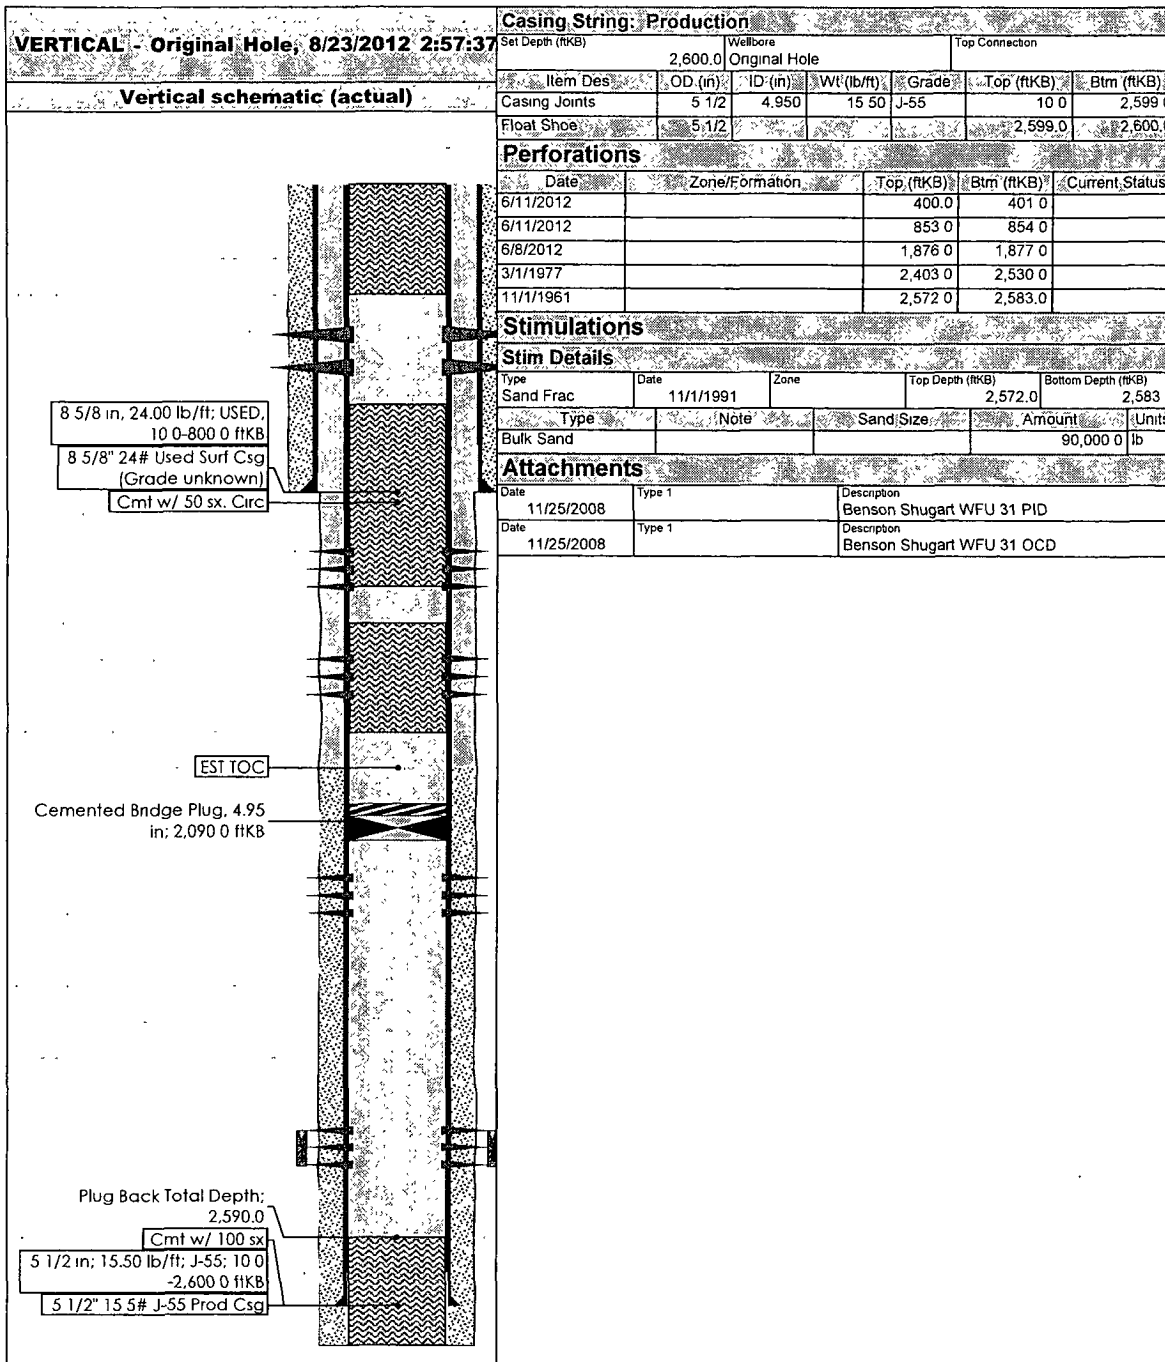 VERTICAL - Original Hole, 8/23/2012 2:57:37
Vertical schematic (actual)
8 5/8 in, 24.00 lb/ft; USED,
10 0-800 0 ftKB
8 5/8" 24# Used Surf Csg
(Grade unknown)
Cmt w/ 50 sx. Circ
EST TOC
Cemented Bridge Plug, 4.95
in; 2,090 0 ftKB
Plug Back Total Depth;
2,590.0
Cmt w/ 100 sx
5 1/2 in; 15.50 lb/ft; J-55; 10 0
-2,600 0 ftKB
5 1/2" 15 5# J-55 Prod Csg
Casing String: Production
Set Depth (ftKB) Wellbore Top Connection
2,600.0 Original Hole
Item Des OD (in) ID (in) Wt (lb/ft) Grade Top (ftKB) Btm (ftKB)
Casing Joints 5 1/2 4.950 15 50 J-55 10 0 2,599 0
Float Shoe 5 1/2 2,599.0 2,600.0
Perforations
Date Zone/Formation Top (ftKB) Btm (ftKB) Current Status
6/11/2012 400.0 401 0
6/11/2012 853 0 854 0
6/8/2012 1,876 0 1,877 0
3/1/1977 2,403 0 2,530 0
11/1/1961 2,572 0 2,583.0
Stimulations
Stim Details
Type Date Zone Top Depth (ftKB) Bottom Depth (ftKB)
Sand Frac 11/1/1991 2,572.0 2,583
Type Note Sand Size Amount Units
Bulk Sand 90,000 0 lb
Attachments
Date Type 1 Description
11/25/2008 Benson Shugart WFU 31 PID
Date Type 1 Description
11/25/2008 Benson Shugart WFU 31 OCD